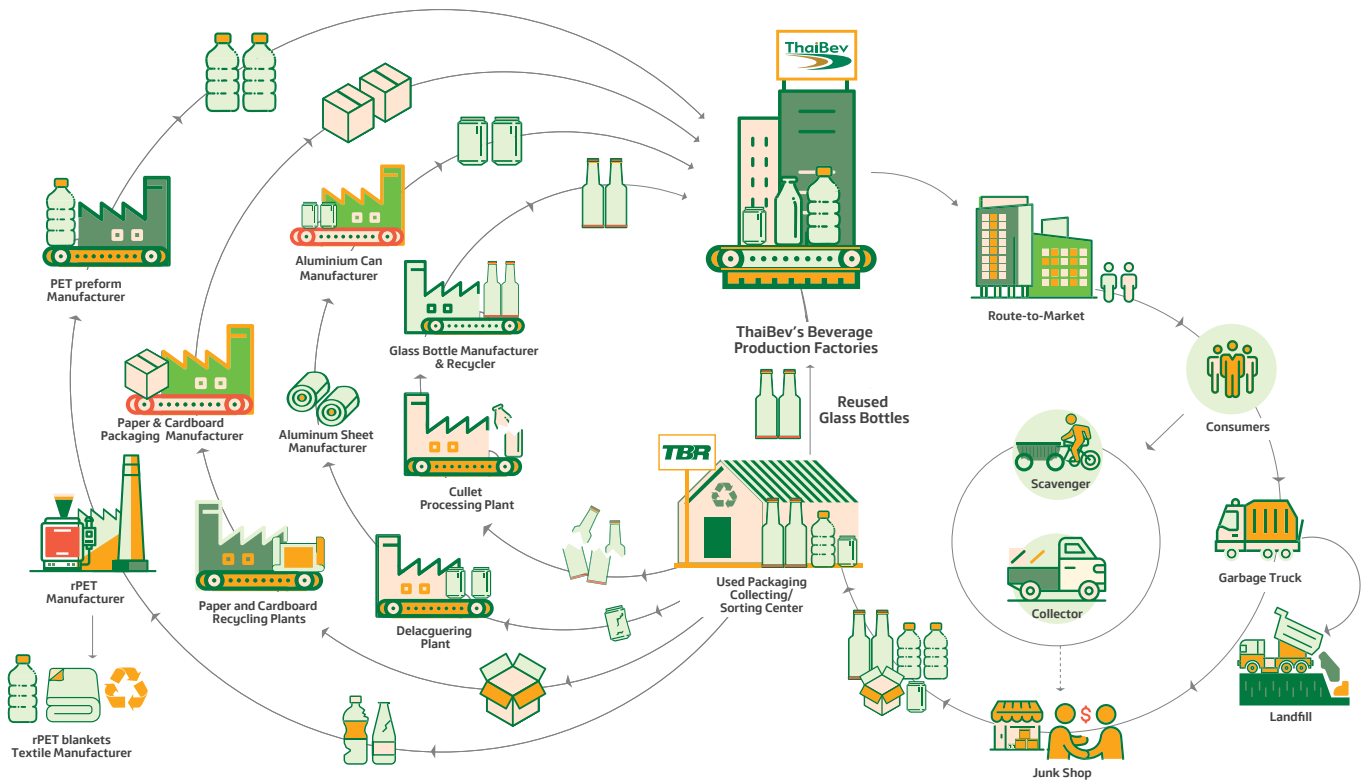 ThaiBev
PET preform
Manufacturer
Aluminium Can
Manufacturer
Glass Bottle Manufacturer
& Recycler
ThaiBev's Beverage
Production Factories
Route-to-Market
Paper & Cardboard
Packaging Manufacturer
Aluminum Sheet
Manufacturer
Reused
Glass Bottles
Consumers
TBR
Cullet
Processing Plant
Scavenger
rPET
Manufacturer
Paper and Cardboard
Recycling Plants
Delacguering
Plant
Used Packaging
Collecting/
Sorting Center
Collector
Garbage Truck
rPET blankets
Textile Manufacturer
$
Junk Shop
Landfill